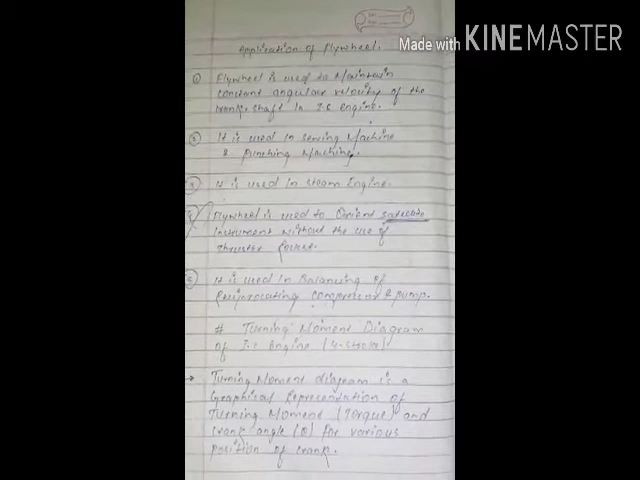 Made with KINEMASTER
Application of Flywheel.
① Flywheel is used to Maintain
constant angular velocity of the
crank-shaft in I.C engine.
② It is used in Sewing Machine
& Punching Machine.
③ It is used in Steam Engine.
④ Flywheel is used to Orient satellite
instrument without the use of
thruster rocket.
⑤ It is used in Balancing of
Reciprocating compressor & pump.
# Turning Moment Diagram
of I.C engine (4-stroke)
→ Turning Moment diagram is a
Graphical Representation of
Turning Moment (Torque) and
crank angle (θ) for various
position of crank.